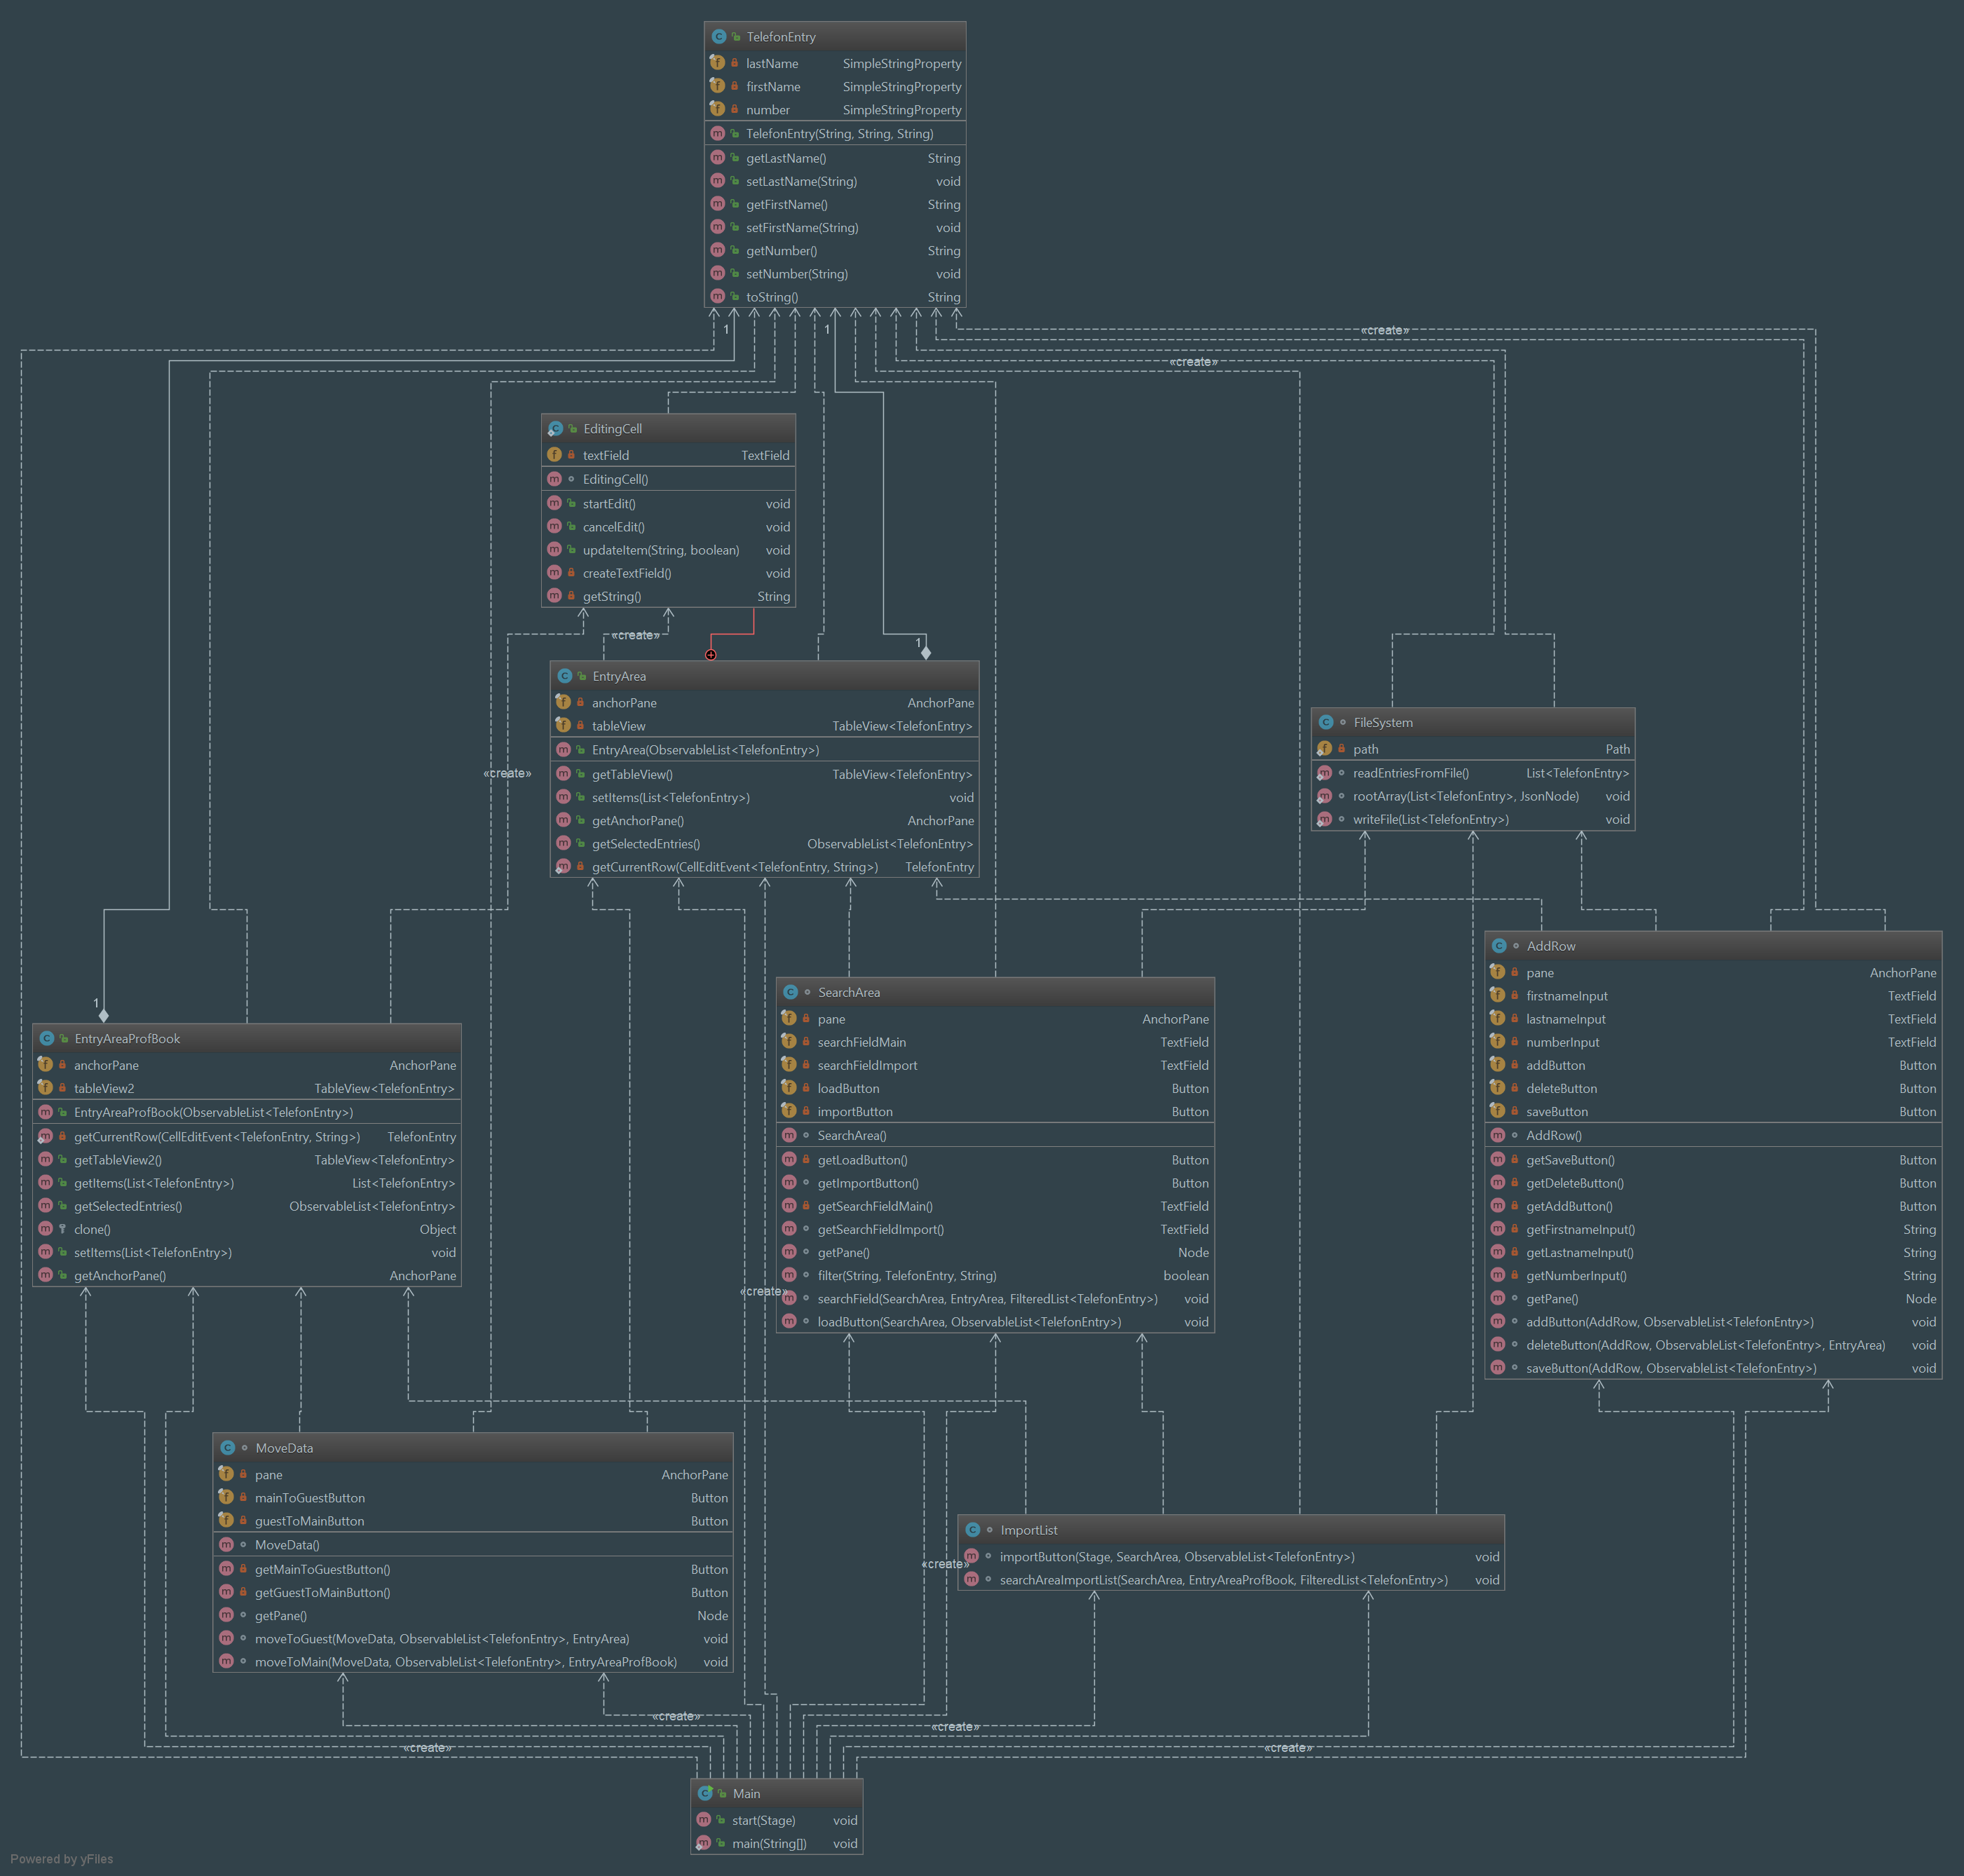 TelefonEntry
lastName SimpleStringProperty
firstName SimpleStringProperty
number SimpleStringProperty
TelefonEntry(String, String, String)
getLastName() String
setLastName(String) void
getFirstName() String
setFirstName(String) void
getNumber() String
setNumber(String) void
toString() String
1
1
«create»
«create»
EditingCell
textField TextField
EditingCell()
startEdit() void
cancelEdit() void
updateItem(String, boolean) void
createTextField() void
getString() String
«create»
1
«create»
EntryArea
anchorPane AnchorPane
tableView TableView<TelefonEntry>
EntryArea(ObservableList<TelefonEntry>)
getTableView() TableView<TelefonEntry>
setItems(List<TelefonEntry>) void
getAnchorPane() AnchorPane
getSelectedEntries() ObservableList<TelefonEntry>
getCurrentRow(CellEditEvent<TelefonEntry, String>) TelefonEntry
FileSystem
path Path
readEntriesFromFile() List<TelefonEntry>
rootArray(List<TelefonEntry>, JsonNode) void
writeFile(List<TelefonEntry>) void
1
EntryAreaProfBook
anchorPane AnchorPane
tableView2 TableView<TelefonEntry>
EntryAreaProfBook(ObservableList<TelefonEntry>)
getCurrentRow(CellEditEvent<TelefonEntry, String>) TelefonEntry
getTableView2() TableView<TelefonEntry>
getItems(List<TelefonEntry>) List<TelefonEntry>
getSelectedEntries() ObservableList<TelefonEntry>
clone() Object
setItems(List<TelefonEntry>) void
getAnchorPane() AnchorPane
SearchArea
pane AnchorPane
searchFieldMain TextField
searchFieldImport TextField
loadButton Button
importButton Button
SearchArea()
getLoadButton() Button
getImportButton() Button
getSearchFieldMain() TextField
getSearchFieldImport() TextField
getPane() Node
filter(String, TelefonEntry, String) boolean
searchField(SearchArea, EntryArea, FilteredList<TelefonEntry>) void
loadButton(SearchArea, ObservableList<TelefonEntry>) void
«create»
AddRow
pane AnchorPane
firstnameInput TextField
lastnameInput TextField
numberInput TextField
addButton Button
deleteButton Button
saveButton Button
AddRow()
getSaveButton() Button
getDeleteButton() Button
getAddButton() Button
getFirstnameInput() String
getLastnameInput() String
getNumberInput() String
getPane() Node
addButton(AddRow, ObservableList<TelefonEntry>) void
deleteButton(AddRow, ObservableList<TelefonEntry>, EntryArea) void
saveButton(AddRow, ObservableList<TelefonEntry>) void
MoveData
pane AnchorPane
mainToGuestButton Button
guestToMainButton Button
MoveData()
getMainToGuestButton() Button
getGuestToMainButton() Button
getPane() Node
moveToGuest(MoveData, ObservableList<TelefonEntry>, EntryArea) void
moveToMain(MoveData, ObservableList<TelefonEntry>, EntryAreaProfBook) void
ImportList
importButton(Stage, SearchArea, ObservableList<TelefonEntry>) void
searchAreaImportList(SearchArea, EntryAreaProfBook, FilteredList<TelefonEntry>) void
«create»
«create»
«create»
«create»
«create»
Main
start(Stage) void
main(String[]) void
Powered by yFiles